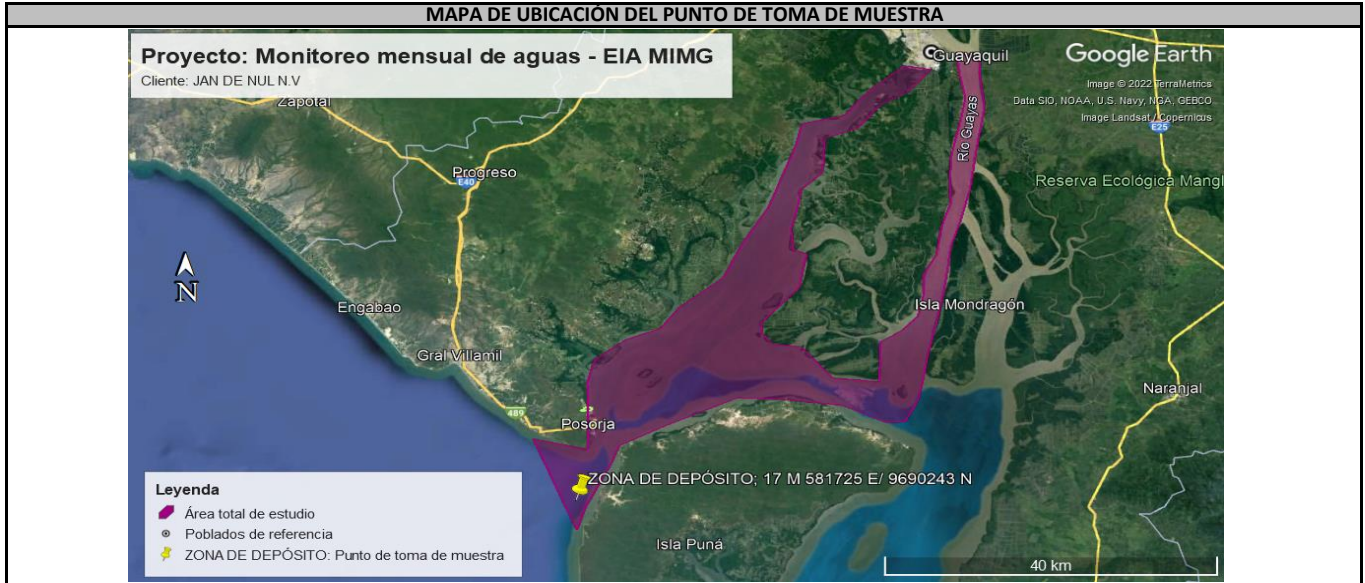 MAPA DE UBICACIÓN DEL PUNTO DE TOMA DE MUESTRA
Proyecto: Monitoreo mensual de aguas - EIA MIMG
Cliente: JAN DE NUL N.V
Google Earth
Image © 2022 TerraMetrics
Data SIO, NOAA, U.S. Navy, NGA, GEBCO
Image Landsat / Copernicus
Guayaquil
Zapotal
E25
Río Guayas
Progreso
E40
Reserva Ecológica Mangl
N
Engabao
Isla Mondragón
Gral Villamil
Naranjal
489
Posorja
ZONA DE DEPÓSITO; 17 M 581725 E/ 9690243 N
Leyenda
Área total de estudio
Poblados de referencia
ZONA DE DEPÓSITO: Punto de toma de muestra
Isla Puná
40 km